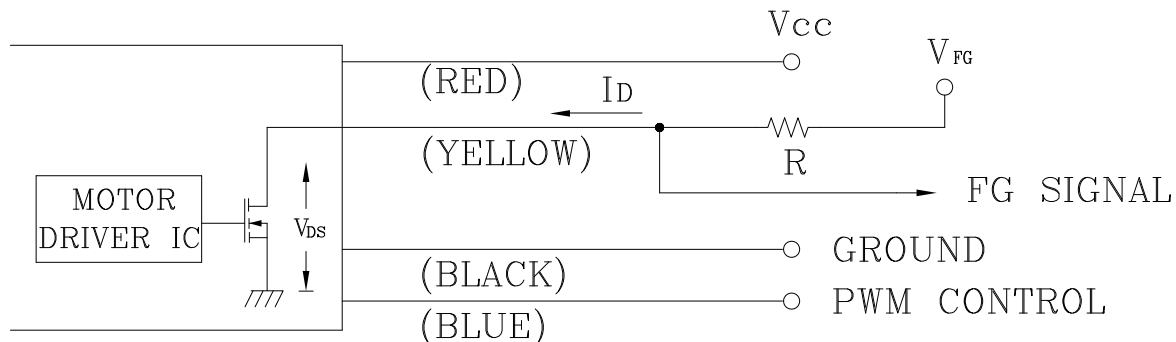 Vcc
VFG
(RED)
ID
(YELLOW)
R
FG SIGNAL
MOTOR
DRIVER IC
VDS
GROUND
(BLACK)
PWM CONTROL
(BLUE)